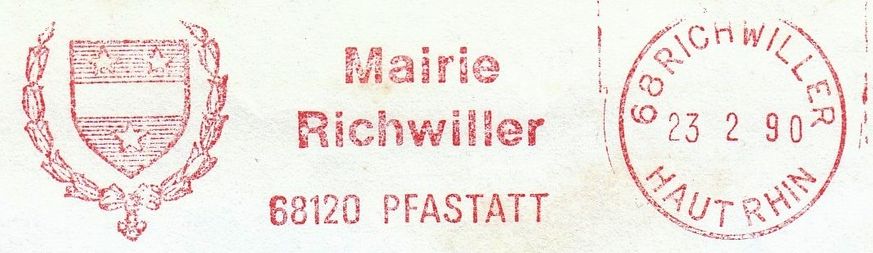 Mairie
Richwiller
68120 PFASTATT
68 RICHWILLER
23 2 90
HAUT RHIN